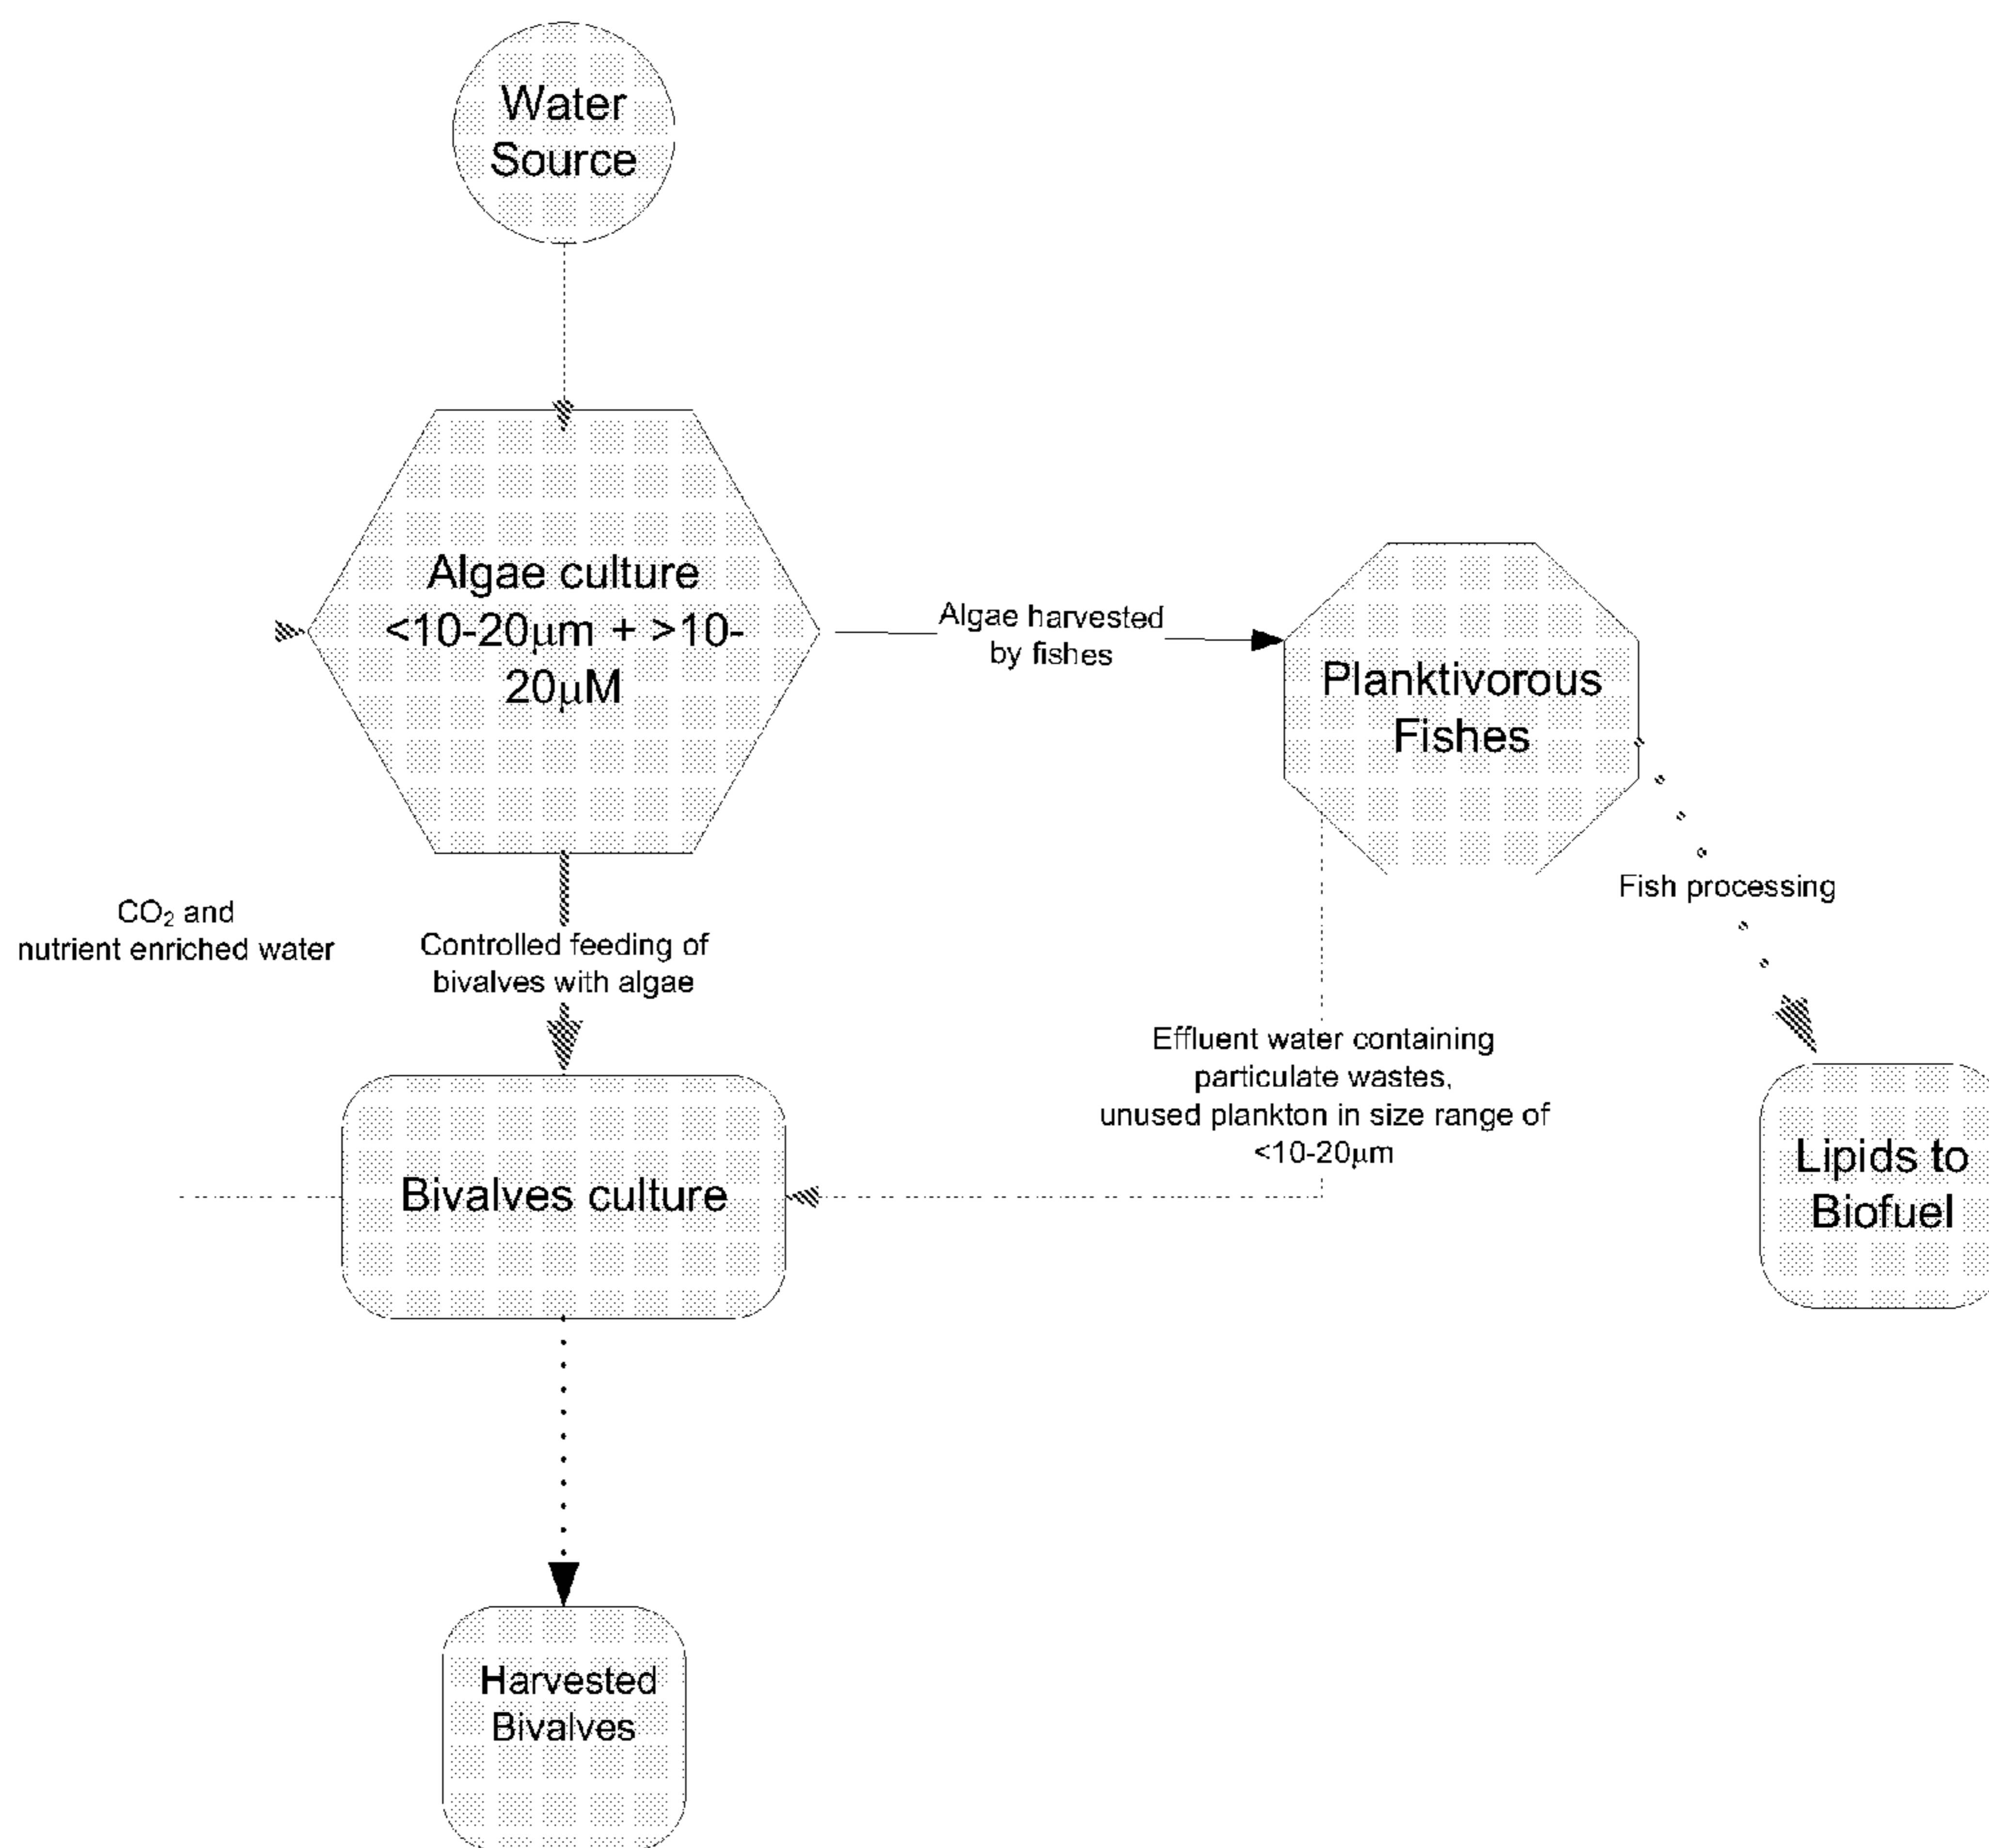 Water
Source
Algae culture
<10-20μm + >10-
20μM
Algae harvested
by fishes
Planktivorous
Fishes
Fish processing
CO₂ and
nutrient enriched water
Controlled feeding of
bivalves with algae
Effluent water containing
particulate wastes,
unused plankton in size range of
<10-20μm
Bivalves culture
Lipids to
Biofuel
Harvested
Bivalves